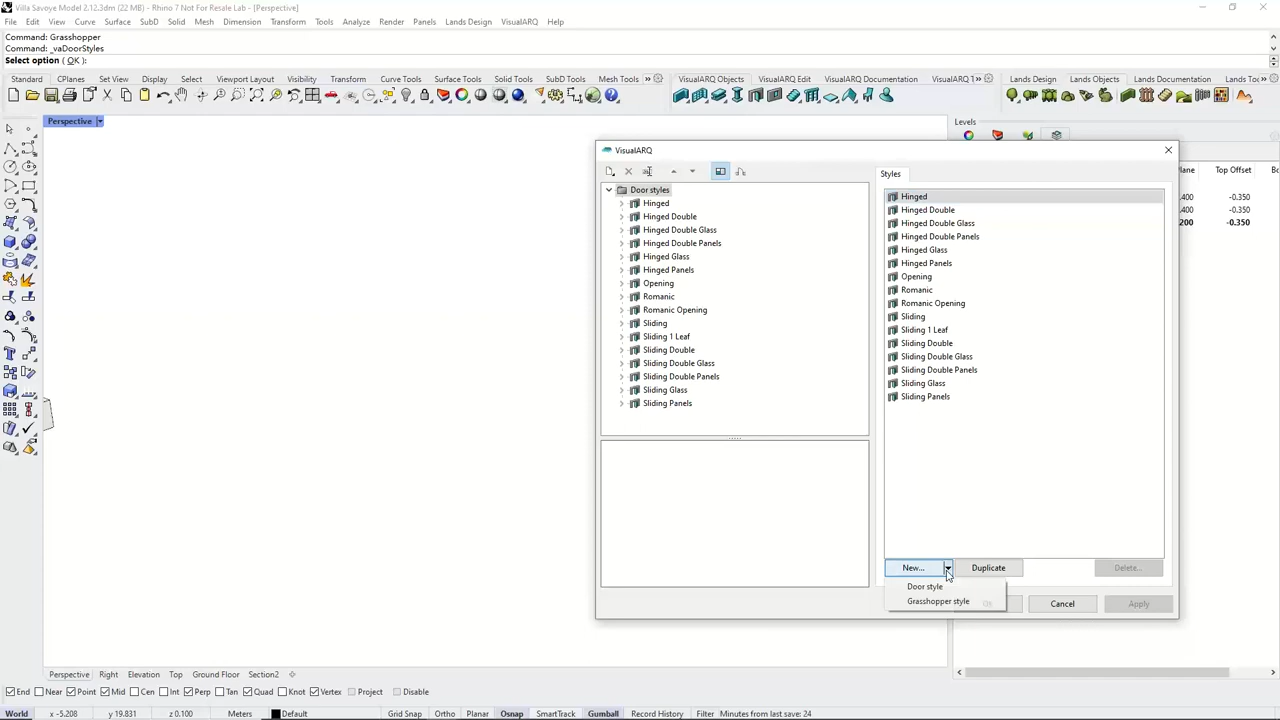 Villa Savoye Model 2.12.3dm (22 MB) - Rhino 7 Not For Resale Lab - [Perspective]
File Edit View Curve Surface SubD Solid Mesh Dimension Transform Tools Analyze Render Panels Lands Design VisualARQ Help
Command: Grasshopper
Command: _vaDoorStyles
Select option ( OK ):
Standard CPlanes Set View Display Select Viewport Layout Visibility Transform Curve Tools Surface Tools Solid Tools SubD Tools Mesh Tools » VisualARQ Objects VisualARQ Edit VisualARQ Documentation VisualARQ T » Lands Design Lands Objects Lands Documentation Lands Too »
Perspective
Levels
VisualARQ
Styles
Plane Top Offset Bo
.400 -0.350
.400 -0.350
200 -0.350
Door styles
Hinged
Hinged Double
Hinged Double Glass
Hinged Double Panels
Hinged Glass
Hinged Panels
Opening
Romanic
Romanic Opening
Sliding
Sliding 1 Leaf
Sliding Double
Sliding Double Glass
Sliding Double Panels
Sliding Glass
Sliding Panels
Hinged
Hinged Double
Hinged Double Glass
Hinged Double Panels
Hinged Glass
Hinged Panels
Opening
Romanic
Romanic Opening
Sliding
Sliding 1 Leaf
Sliding Double
Sliding Double Glass
Sliding Double Panels
Sliding Glass
Sliding Panels
New... Duplicate Delete...
Door style
Grasshopper style
Cancel Apply
Perspective Right Elevation Top Ground Floor Section2
End Near Point Mid Cen Int Perp Tan Quad Knot Vertex Project Disable
World x -5.208 y 19.831 z 0.100 Meters Default Grid Snap Ortho Planar Osnap SmartTrack Gumball Record History Filter Minutes from last save: 24